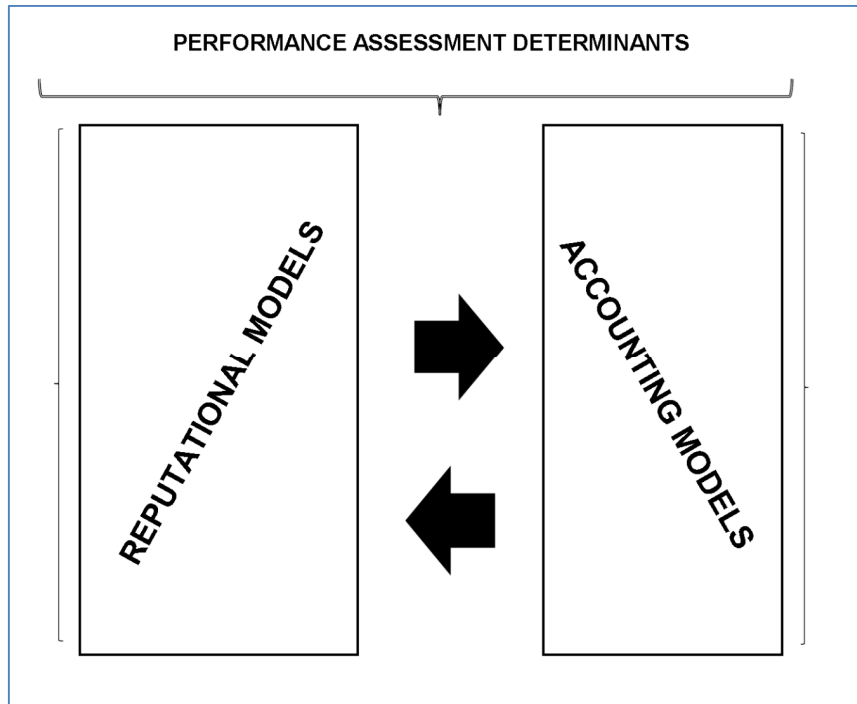 PERFORMANCE ASSESSMENT DETERMINANTS
REPUTATIONAL MODELS
ACCOUNTING MODELS